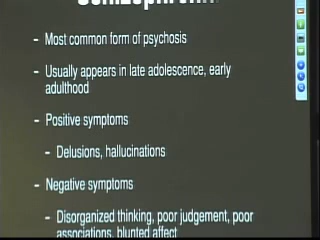 - Most common form of psychosis
- Usually appears in late adolescence, early
adulthood
- Positive symptoms
- Delusions, hallucinations
- Negative symptoms
- Disorganized thinking, poor judgement, poor
associations, blunted affect